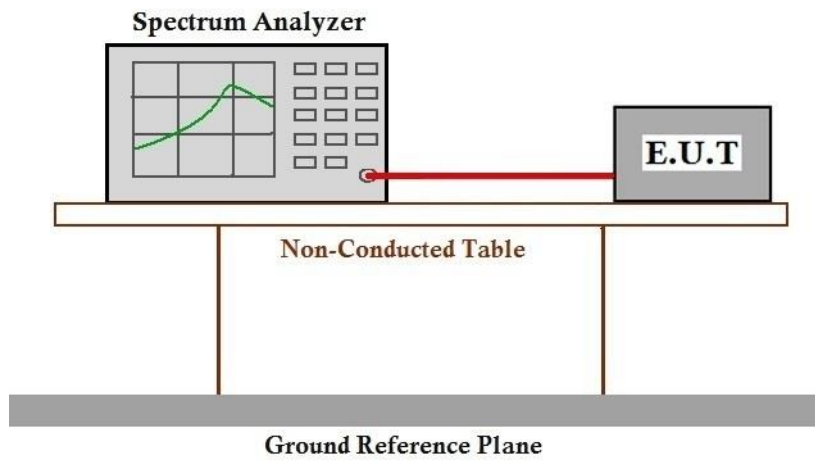 Spectrum Analyzer
E.U.T
Non-Conducted Table
Ground Reference Plane